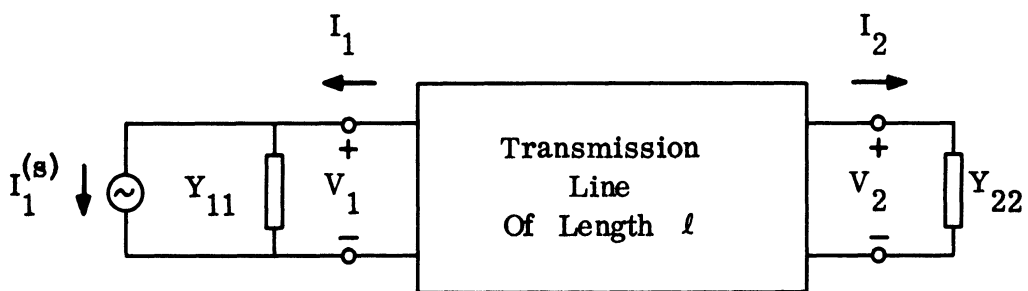 I₁ I₂
I₁⁽ˢ⁾ Y₁₁ + V₁ − Transmission Line Of Length ℓ + V₂ − Y₂₂